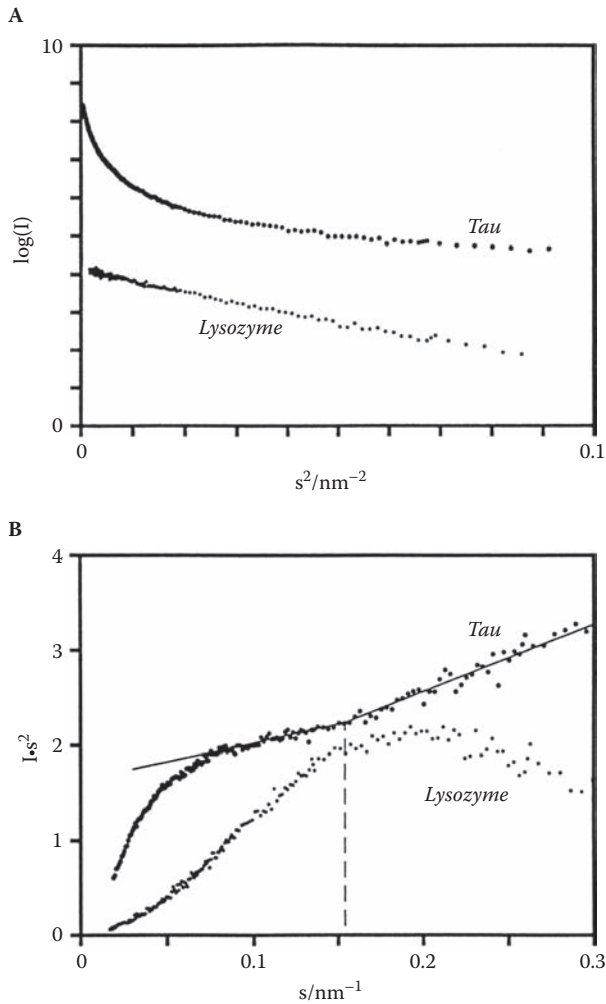 A
10
log(I)
Tau
Lysozyme
0
0
0.1
s²/nm⁻²
B
4
Tau
3
I•s²
2
Lysozyme
1
0
0
0.1
0.2
0.3
s/nm⁻¹